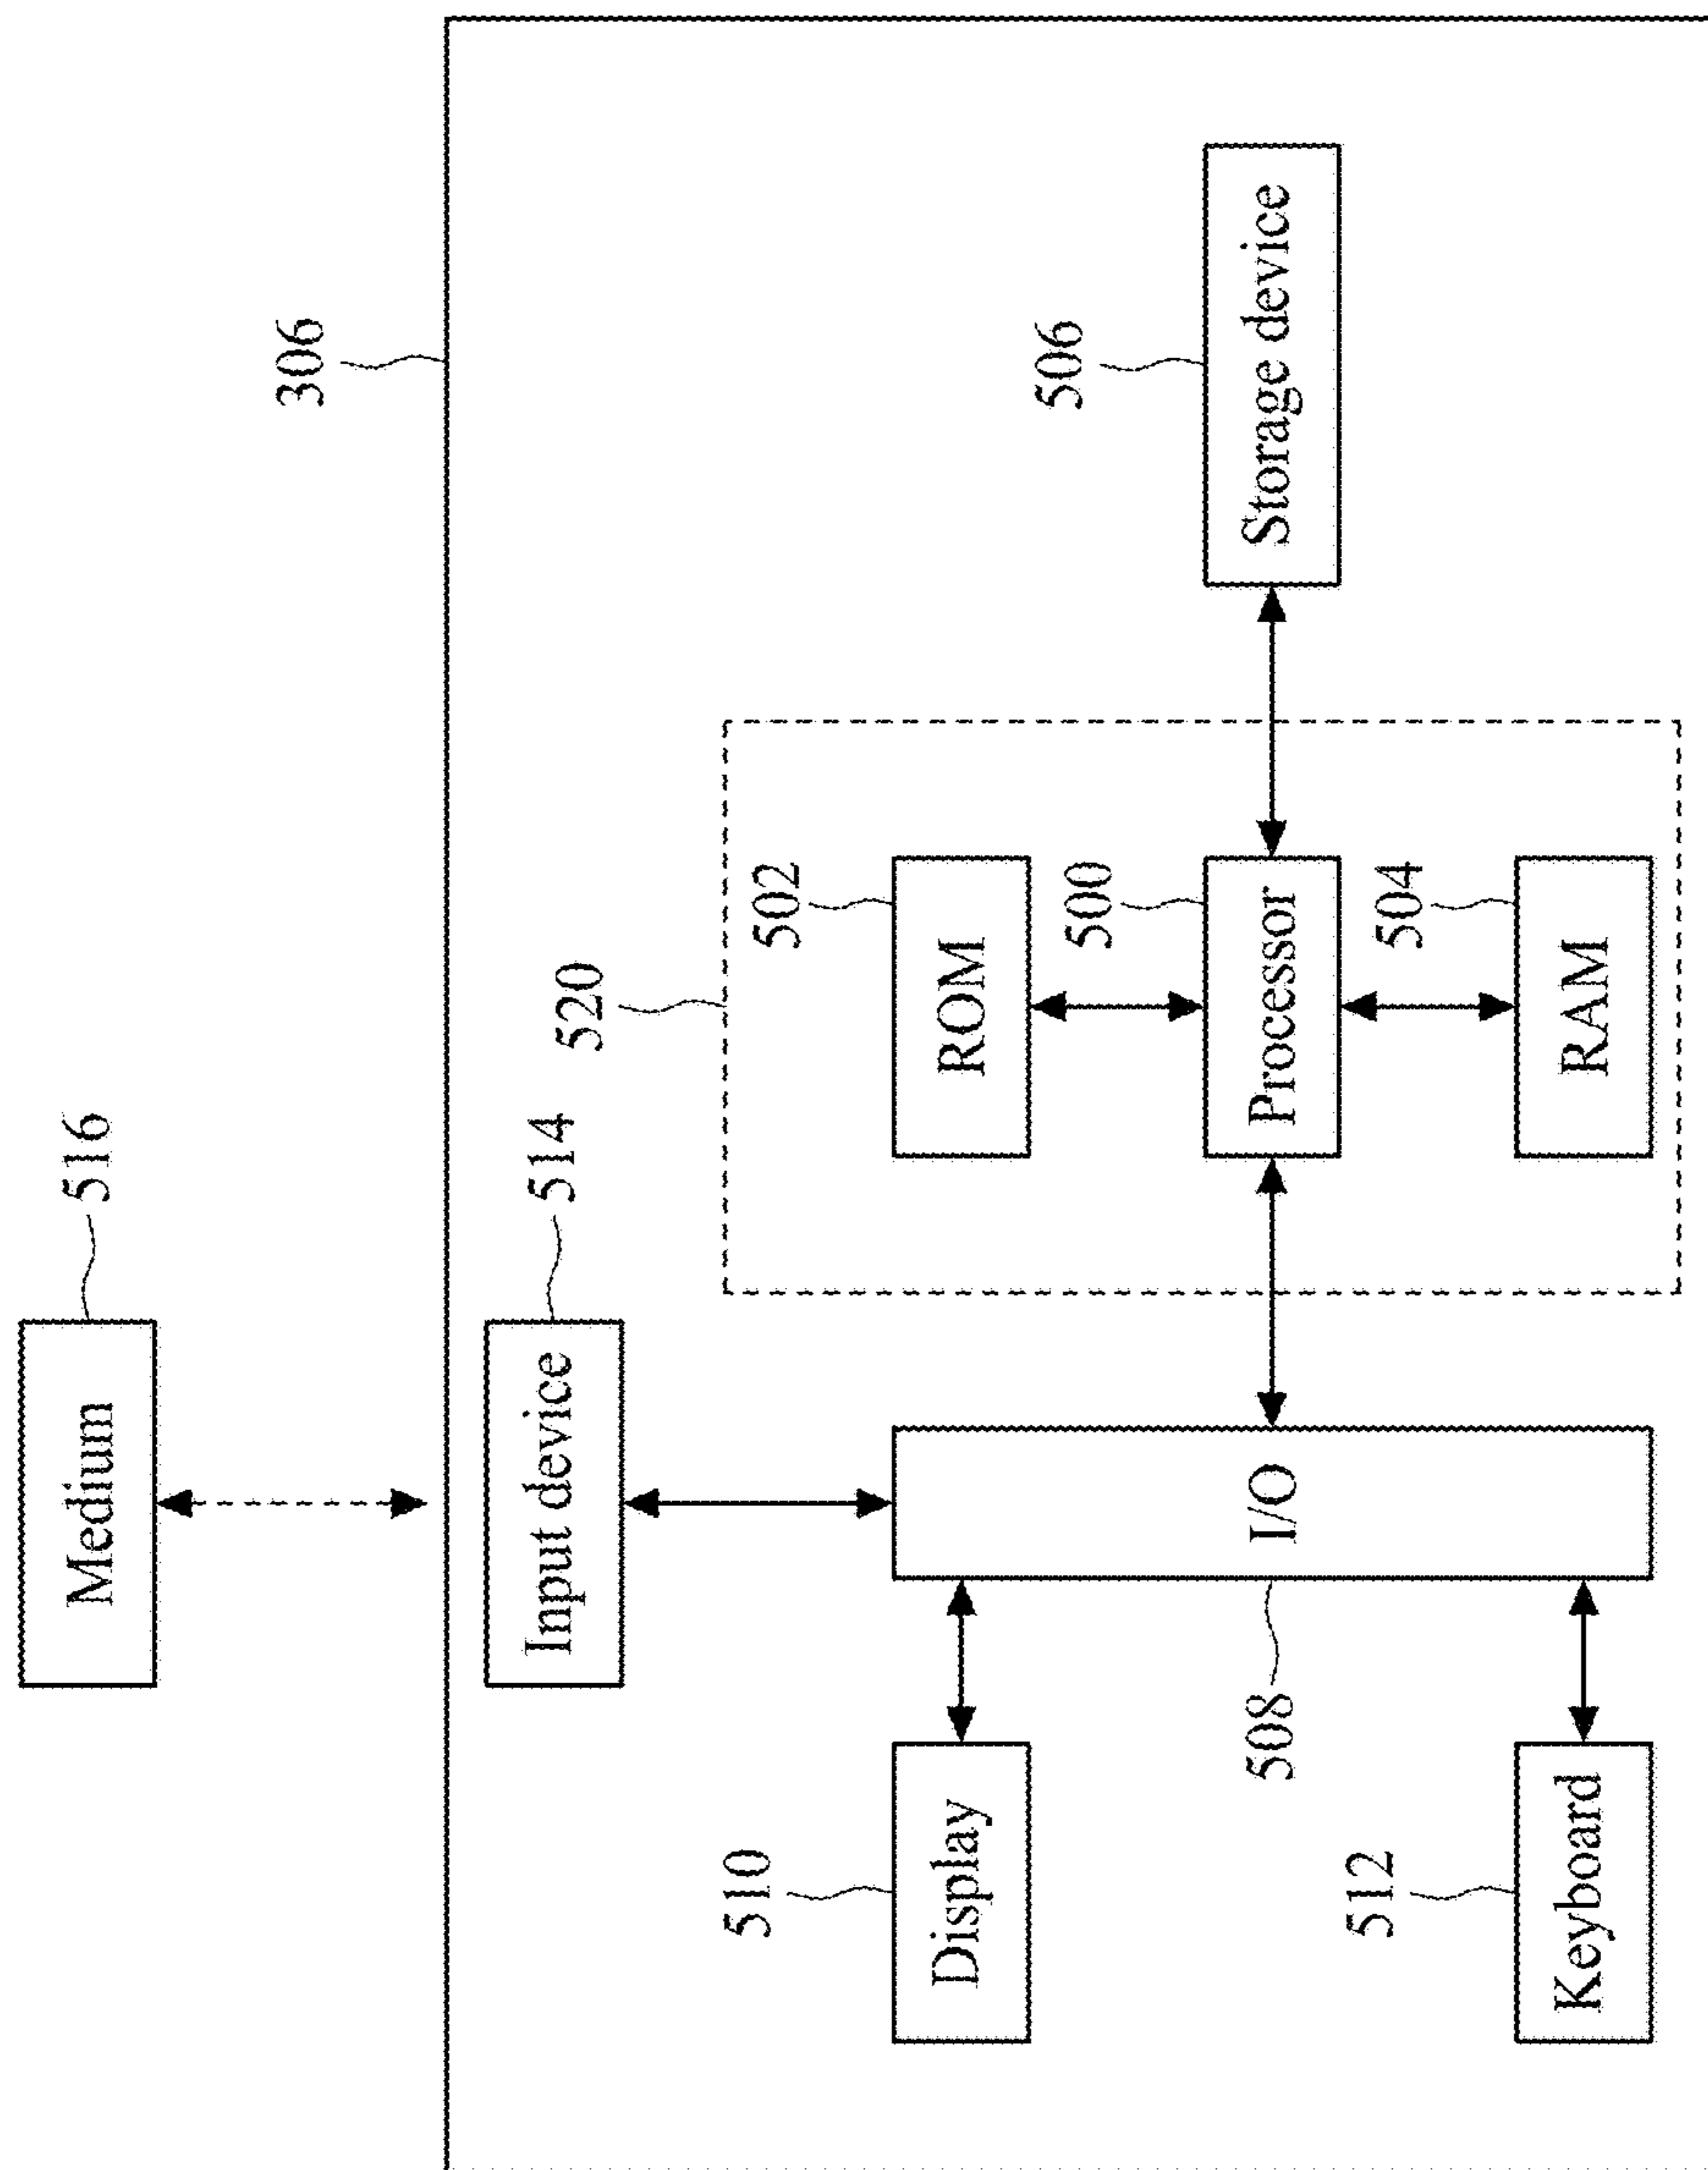 Medium
516
306
Input device
514
520
Display
510
ROM
502
I/O
508
Processor
500
Storage device
506
Keyboard
512
RAM
504